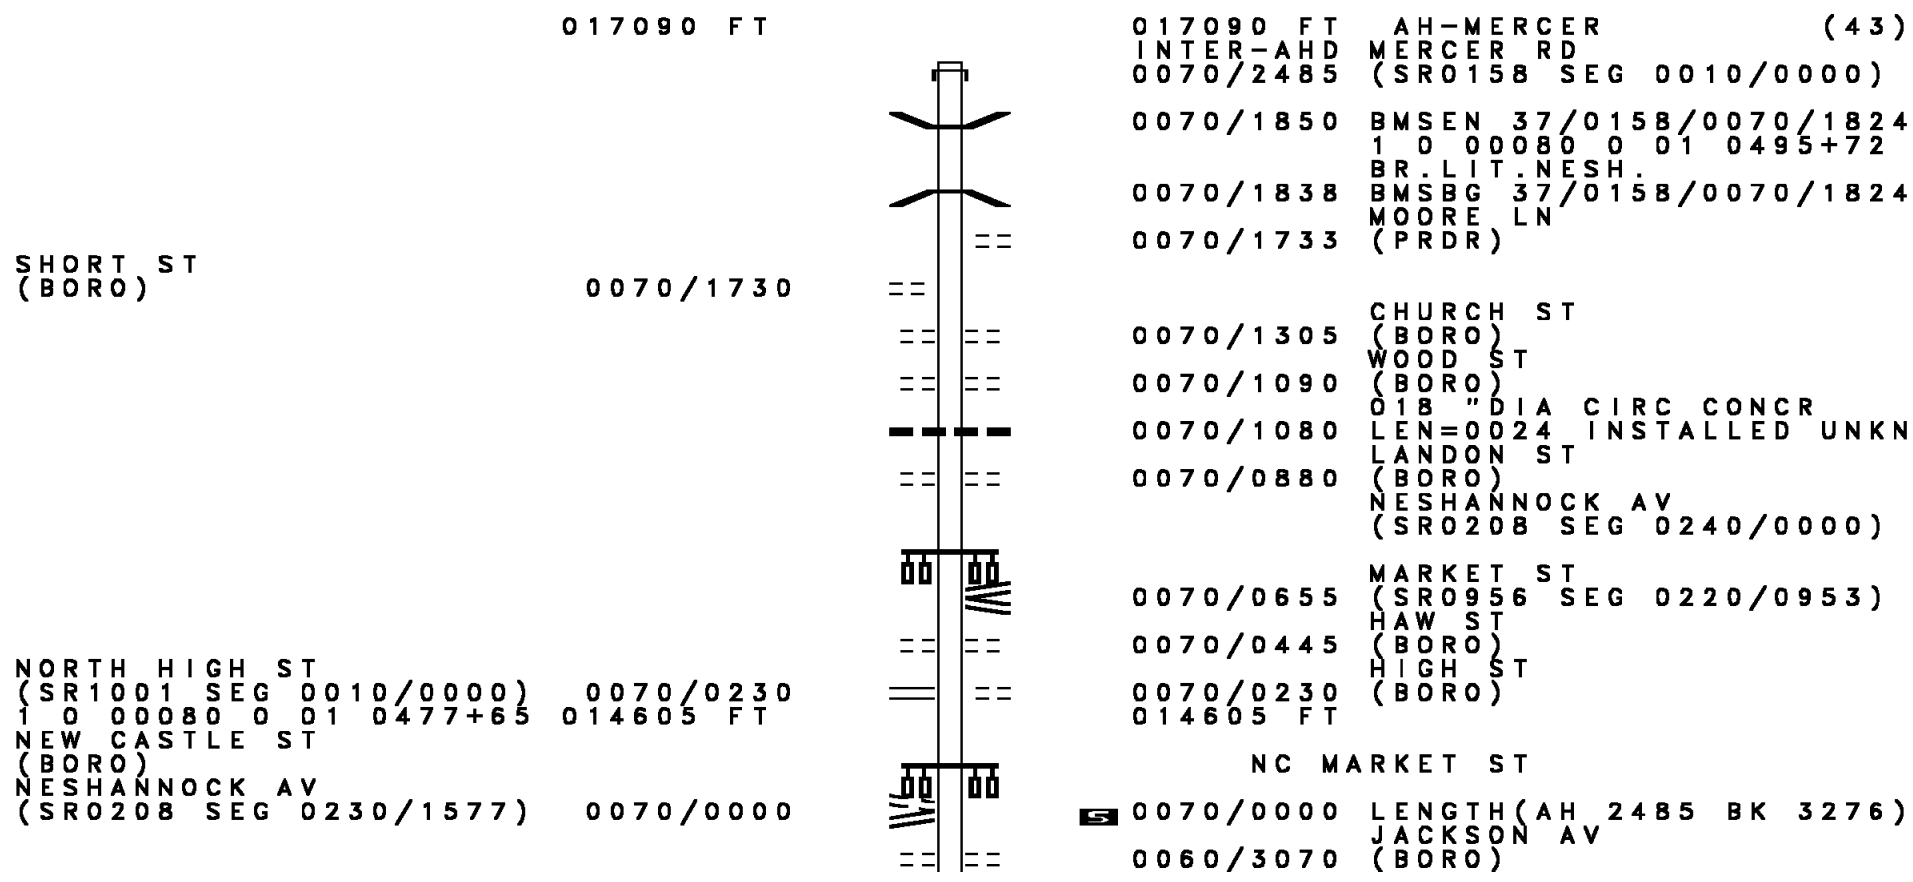 017090 FT 017090 FT AH-MERCER (43)
INTER-AHD MERCER RD
0070/2485 (SR0158 SEG 0010/0000)
0070/1850 BMSEN 37/0158/0070/1824
1 0 00080 0 01 0495+72
BR.LIT.NESH.
0070/1838 BMSBG 37/0158/0070/1824
MOORE LN
0070/1733 (PRDR)
SHORT ST
(BORO) 0070/1730
CHURCH ST
0070/1305 (BORO)
WOOD ST
0070/1090 (BORO)
018 "DIA CIRC CONCR
0070/1080 LEN=0024 INSTALLED UNKN
LANDON ST
0070/0880 (BORO)
NESHANNOCK AV
(SR0208 SEG 0240/0000)
MARKET ST
0070/0655 (SR0956 SEG 0220/0953)
HAW ST
0070/0445 (BORO)
NORTH HIGH ST HIGH ST
(SR1001 SEG 0010/0000) 0070/0230 0070/0230 (BORO)
1 0 00080 0 01 0477+65 014605 FT 014605 FT
NEW CASTLE ST
(BORO) NC MARKET ST
NESHANNOCK AV
(SR0208 SEG 0230/1577) 0070/0000 S 0070/0000 LENGTH(AH 2485 BK 3276)
JACKSON AV
0060/3070 (BORO)